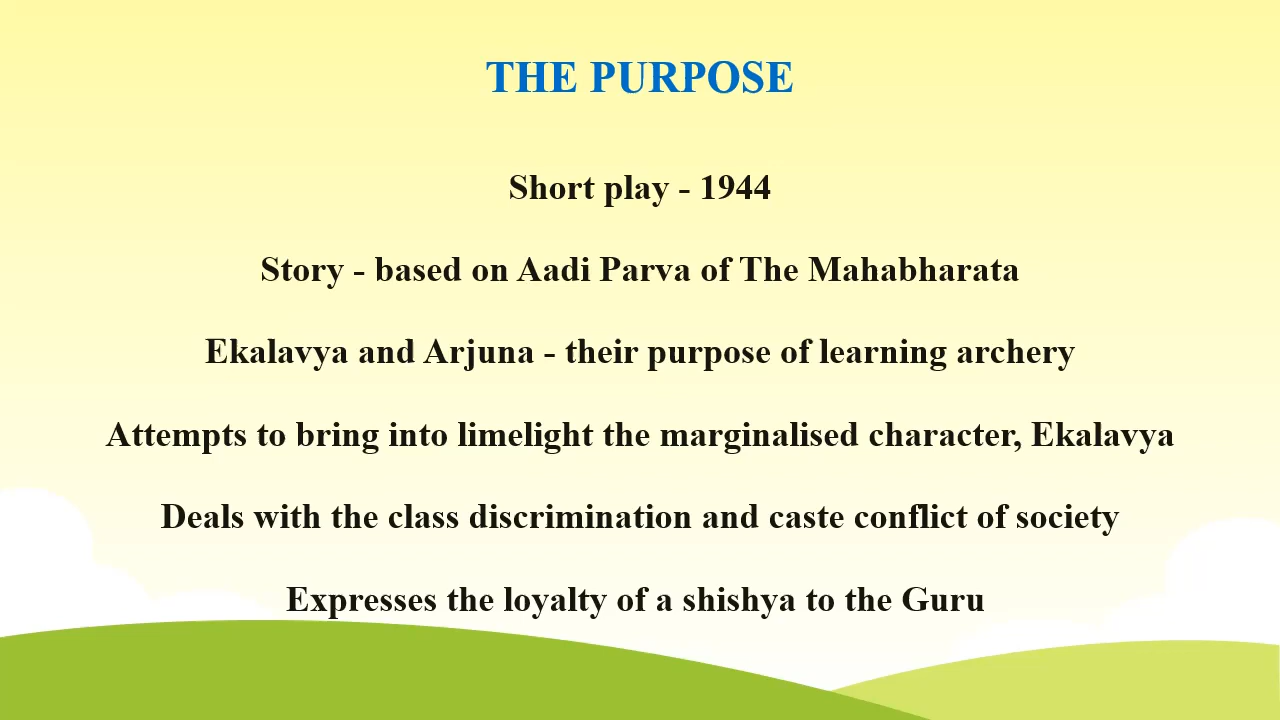 THE PURPOSE
Short play - 1944
Story - based on Aadi Parva of The Mahabharata
Ekalavya and Arjuna - their purpose of learning archery
Attempts to bring into limelight the marginalised character, Ekalavya
Deals with the class discrimination and caste conflict of society
Expresses the loyalty of a shishya to the Guru